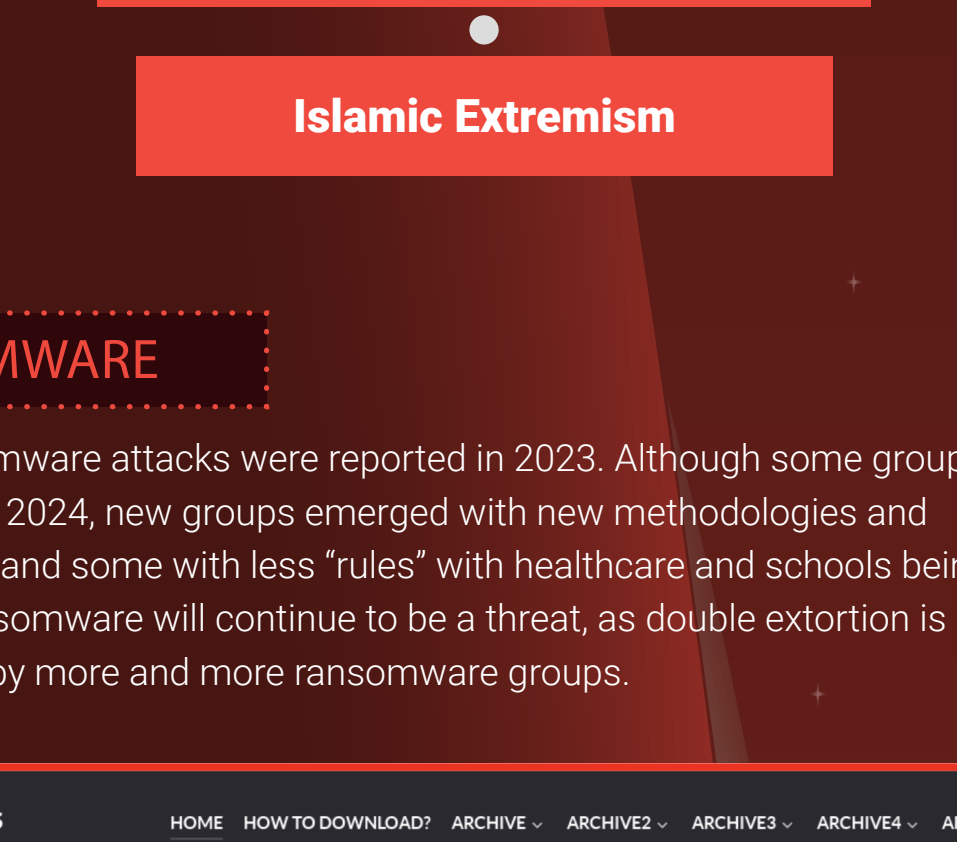 Islamic Extremism
MWARE
mware attacks were reported in 2023. Although some group
2024, new groups emerged with new methodologies and
and some with less “rules” with healthcare and schools bein
somware will continue to be a threat, as double extortion is
by more and more ransomware groups.
S HOME HOW TO DOWNLOAD? ARCHIVE ARCHIVE2 ARCHIVE3 ARCHIVE4